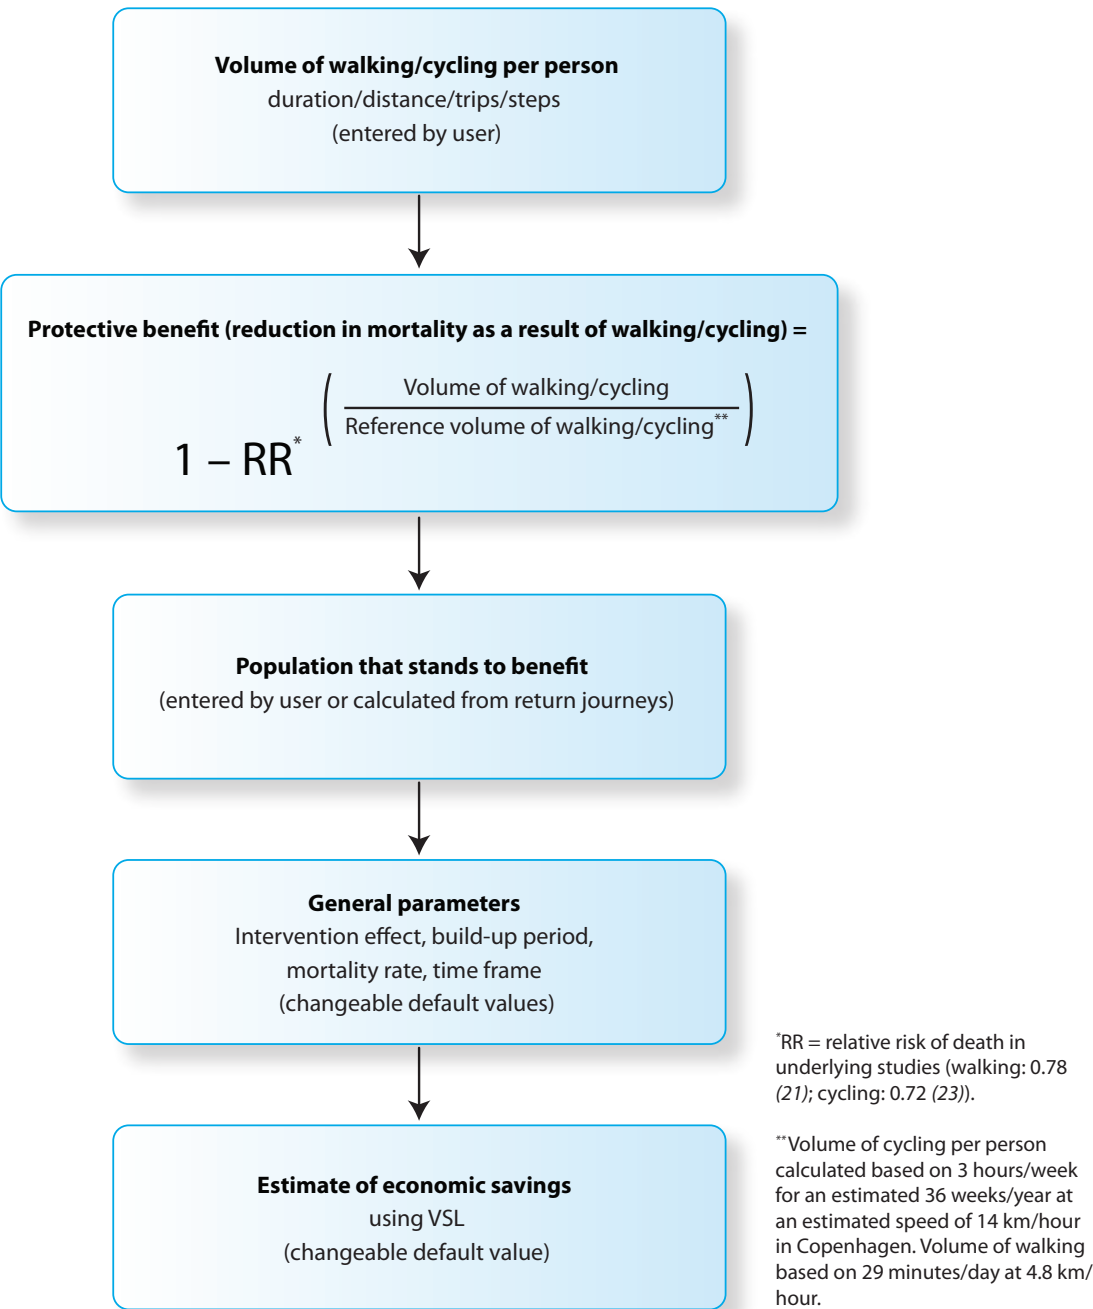 Volume of walking/cycling per person
duration/distance/trips/steps
(entered by user)
Protective benefit (reduction in mortality as a result of walking/cycling) =
1 – RR* ( Volume of walking/cycling
Reference volume of walking/cycling** )
Population that stands to benefit
(entered by user or calculated from return journeys)
General parameters
Intervention effect, build-up period,
mortality rate, time frame
(changeable default values)
Estimate of economic savings
using VSL
(changeable default value)
*RR = relative risk of death in
underlying studies (walking: 0.78
(21); cycling: 0.72 (23)).
**Volume of cycling per person
calculated based on 3 hours/week
for an estimated 36 weeks/year at
an estimated speed of 14 km/hour
in Copenhagen. Volume of walking
based on 29 minutes/day at 4.8 km/
hour.